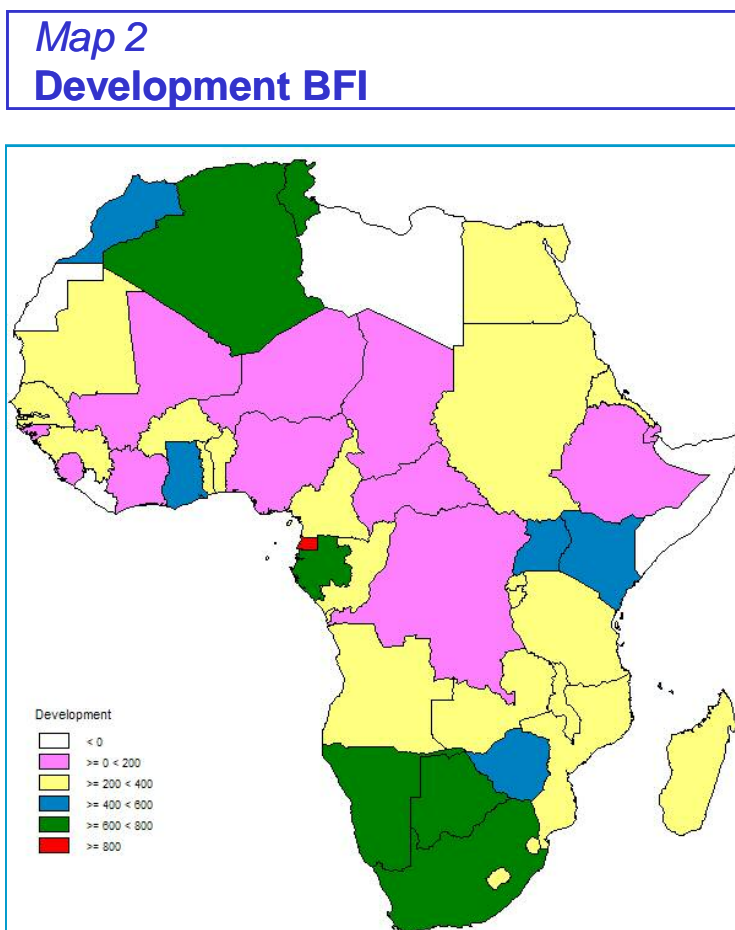 Map 2
Development BFI
Development
< 0
>= 0 < 200
>= 200 < 400
>= 400 < 600
>= 600 < 800
>= 800